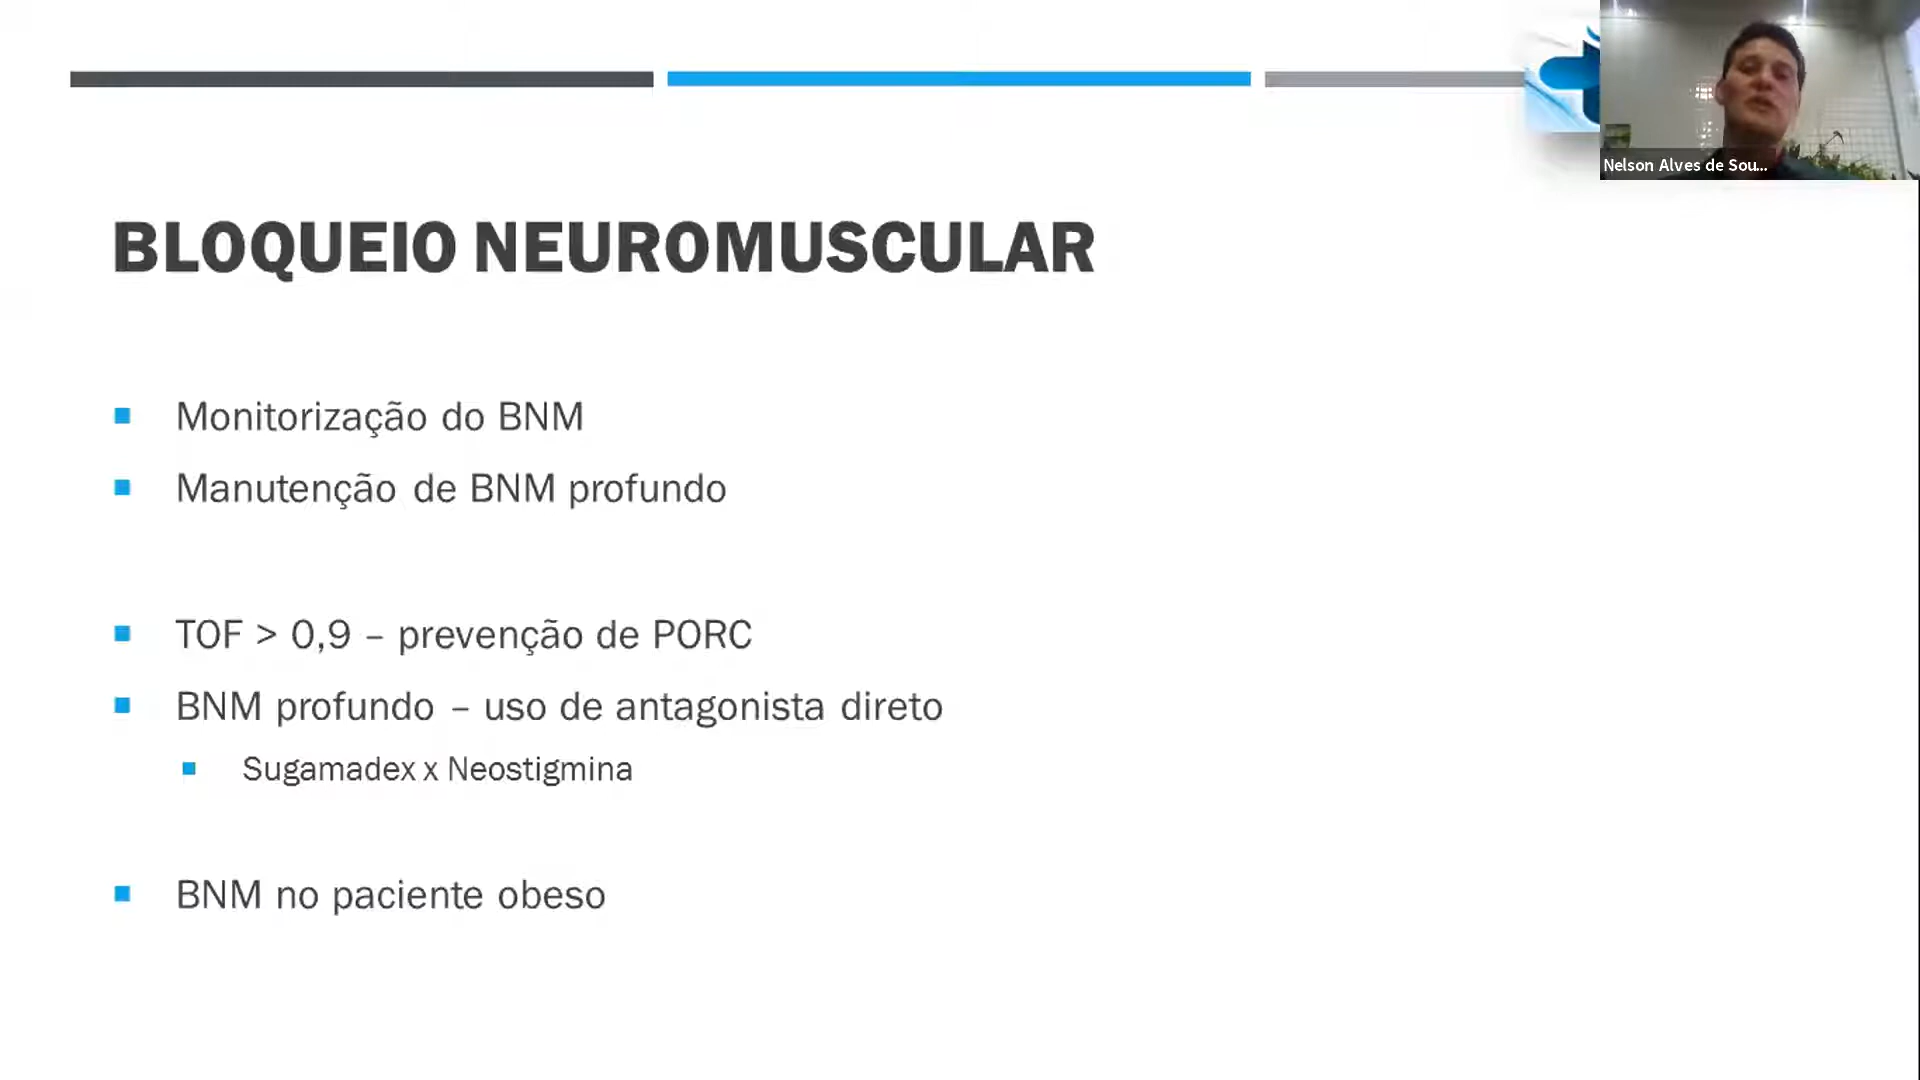 Nelson Alves de Sou...
BLOQUEIO NEUROMUSCULAR
Monitorização do BNM
Manutenção de BNM profundo
TOF > 0,9 – prevenção de PORC
BNM profundo – uso de antagonista direto
Sugamadex x Neostigmina
BNM no paciente obeso